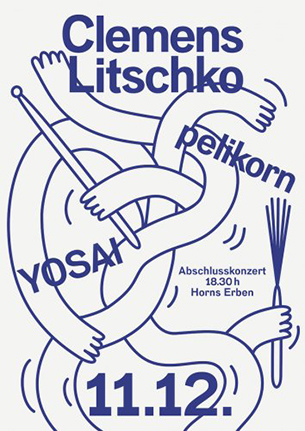 Clemens
Litschko
pelikorn
YOSAI
Abschlusskonzert
18.30 h
Horns Erben
11.12.